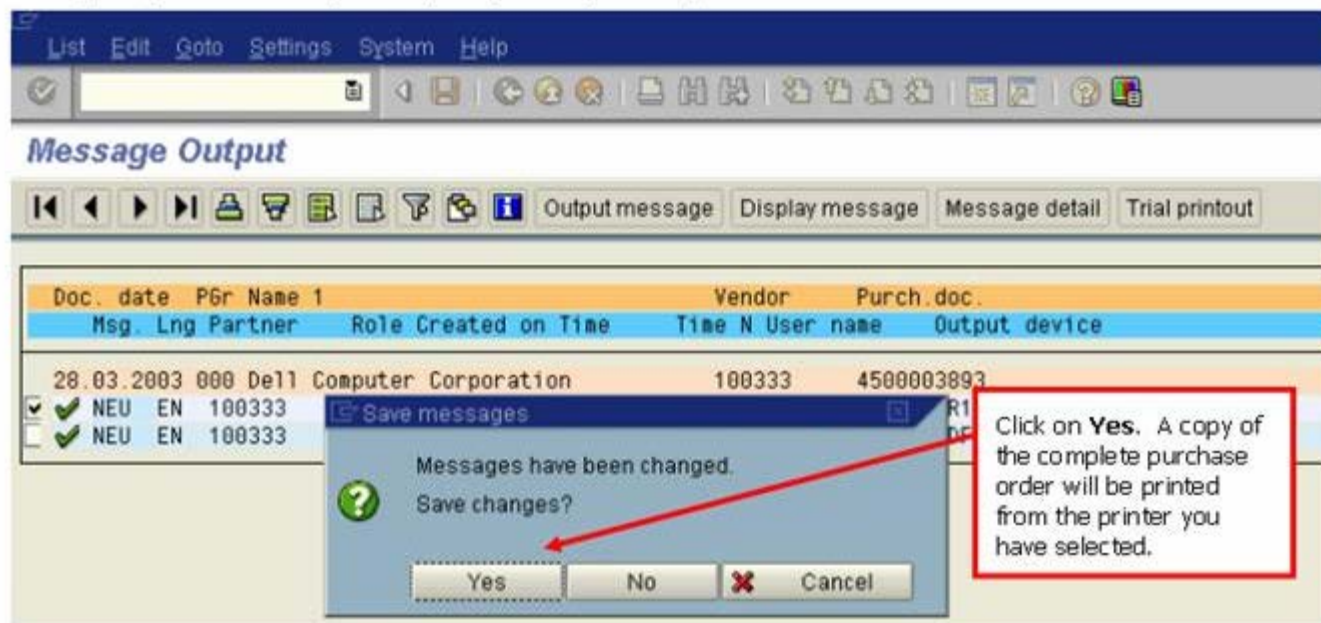 List Edit Goto Settings System Help
Message Output
Output message Display message Message detail Trial printout
Doc. date PGr Name 1 Vendor Purch.doc.
Msg. Lng Partner Role Created on Time Time N User name Output device
28.03.2003 000 Dell Computer Corporation 100333 4500003893
NEU EN 100333
NEU EN 100333
Save messages
Messages have been changed.
Save changes?
Yes No Cancel
Click on Yes. A copy of
the complete purchase
order will be printed
from the printer you
have selected.